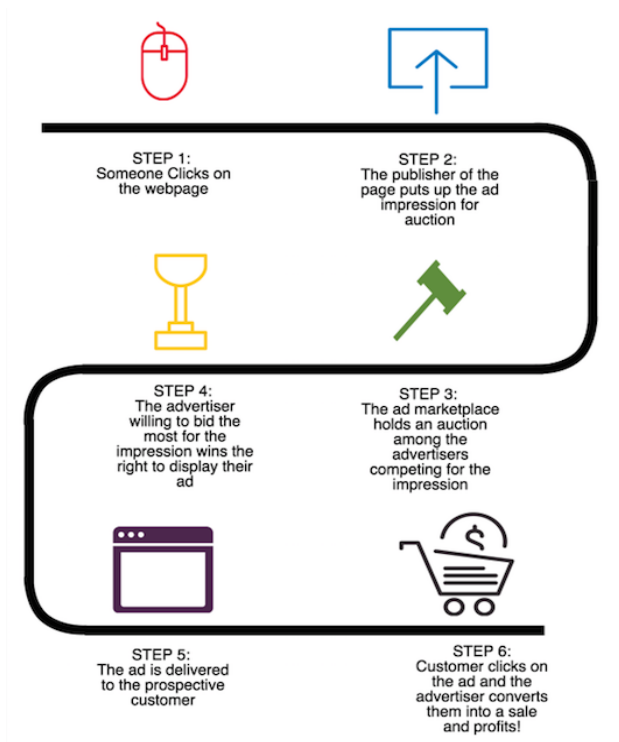 STEP 1:
Someone Clicks on
the webpage
STEP 2:
The publisher of the
page puts up the ad
impression for
auction
STEP 3:
The ad marketplace
holds an auction
among the
advertisers
competing for the
impression
STEP 4:
The advertiser
willing to bid the
most for the
impression wins the
right to display their
ad
STEP 5:
The ad is delivered
to the prospective
customer
STEP 6:
Customer clicks on
the ad and the
advertiser converts
them into a sale
and profits!
$